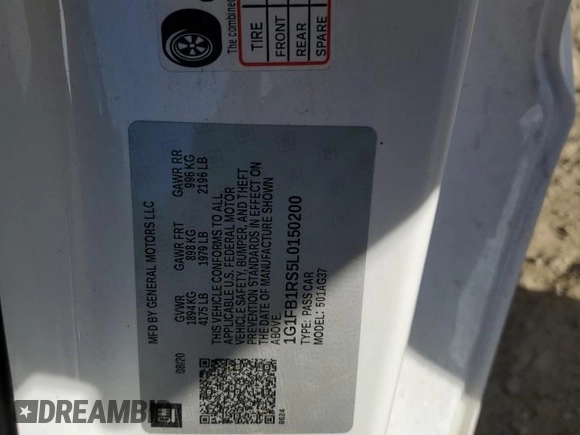 The combined
TIRE
FRONT
REAR
SPARE
MFD BY GENERAL MOTORS LLC
08/20
GVWR
1894 KG
4175 LB
GAWR FRT
898 KG
1979 LB
GAWR RR
996 KG
2196 LB
THIS VEHICLE CONFORMS TO ALL
APPLICABLE U.S. FEDERAL MOTOR
VEHICLE SAFETY, BUMPER, AND THEFT
PREVENTION STANDARDS IN EFFECT ON
THE DATE OF MANUFACTURE SHOWN
ABOVE.
1G1FB1RS5L0150200
TYPE: PASS CAR
MODEL: 501AG37
gm
DREAMBID